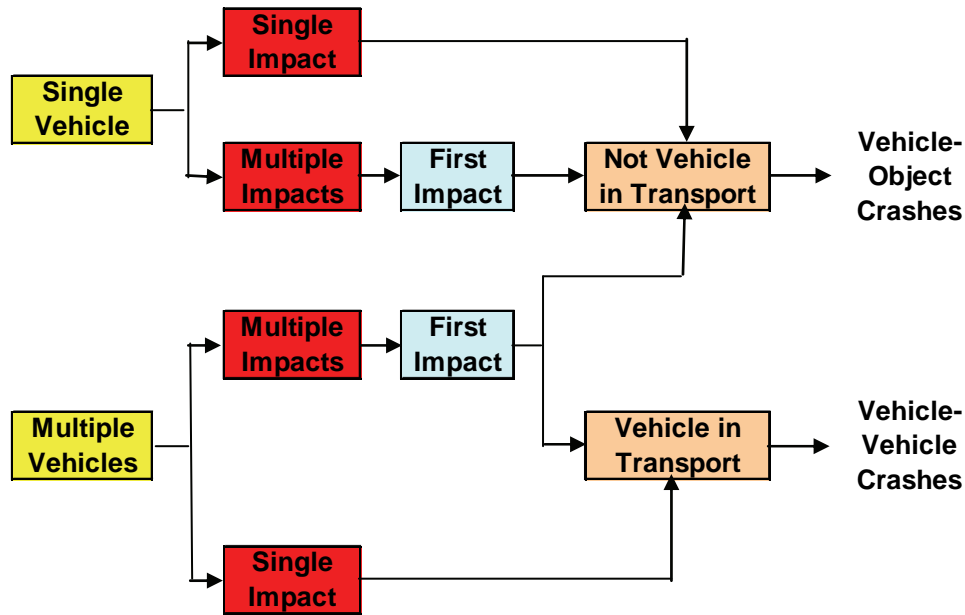 Single
Impact
Single
Vehicle
Multiple
Impacts
First
Impact
Not Vehicle
in Transport
Vehicle-
Object
Crashes
Multiple
Impacts
First
Impact
Multiple
Vehicles
Vehicle in
Transport
Vehicle-
Vehicle
Crashes
Single
Impact